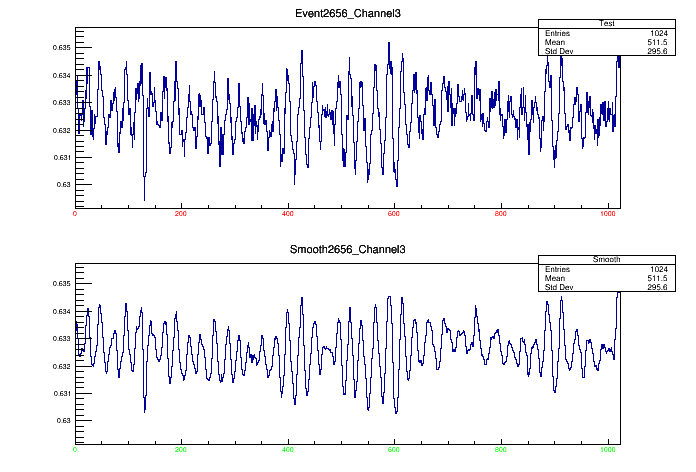 Event2656_Channel3
Test
Entries 1024
Mean 511.5
Std Dev 295.6
0.635
0.634
0.633
0.632
0.631
0.63
0 200 400 600 800 1000
Smooth2656_Channel3
Smooth
Entries 1024
Mean 511.5
Std Dev 295.6
0.635
0.634
0.633
0.632
0.631
0.63
0 200 400 600 800 1000